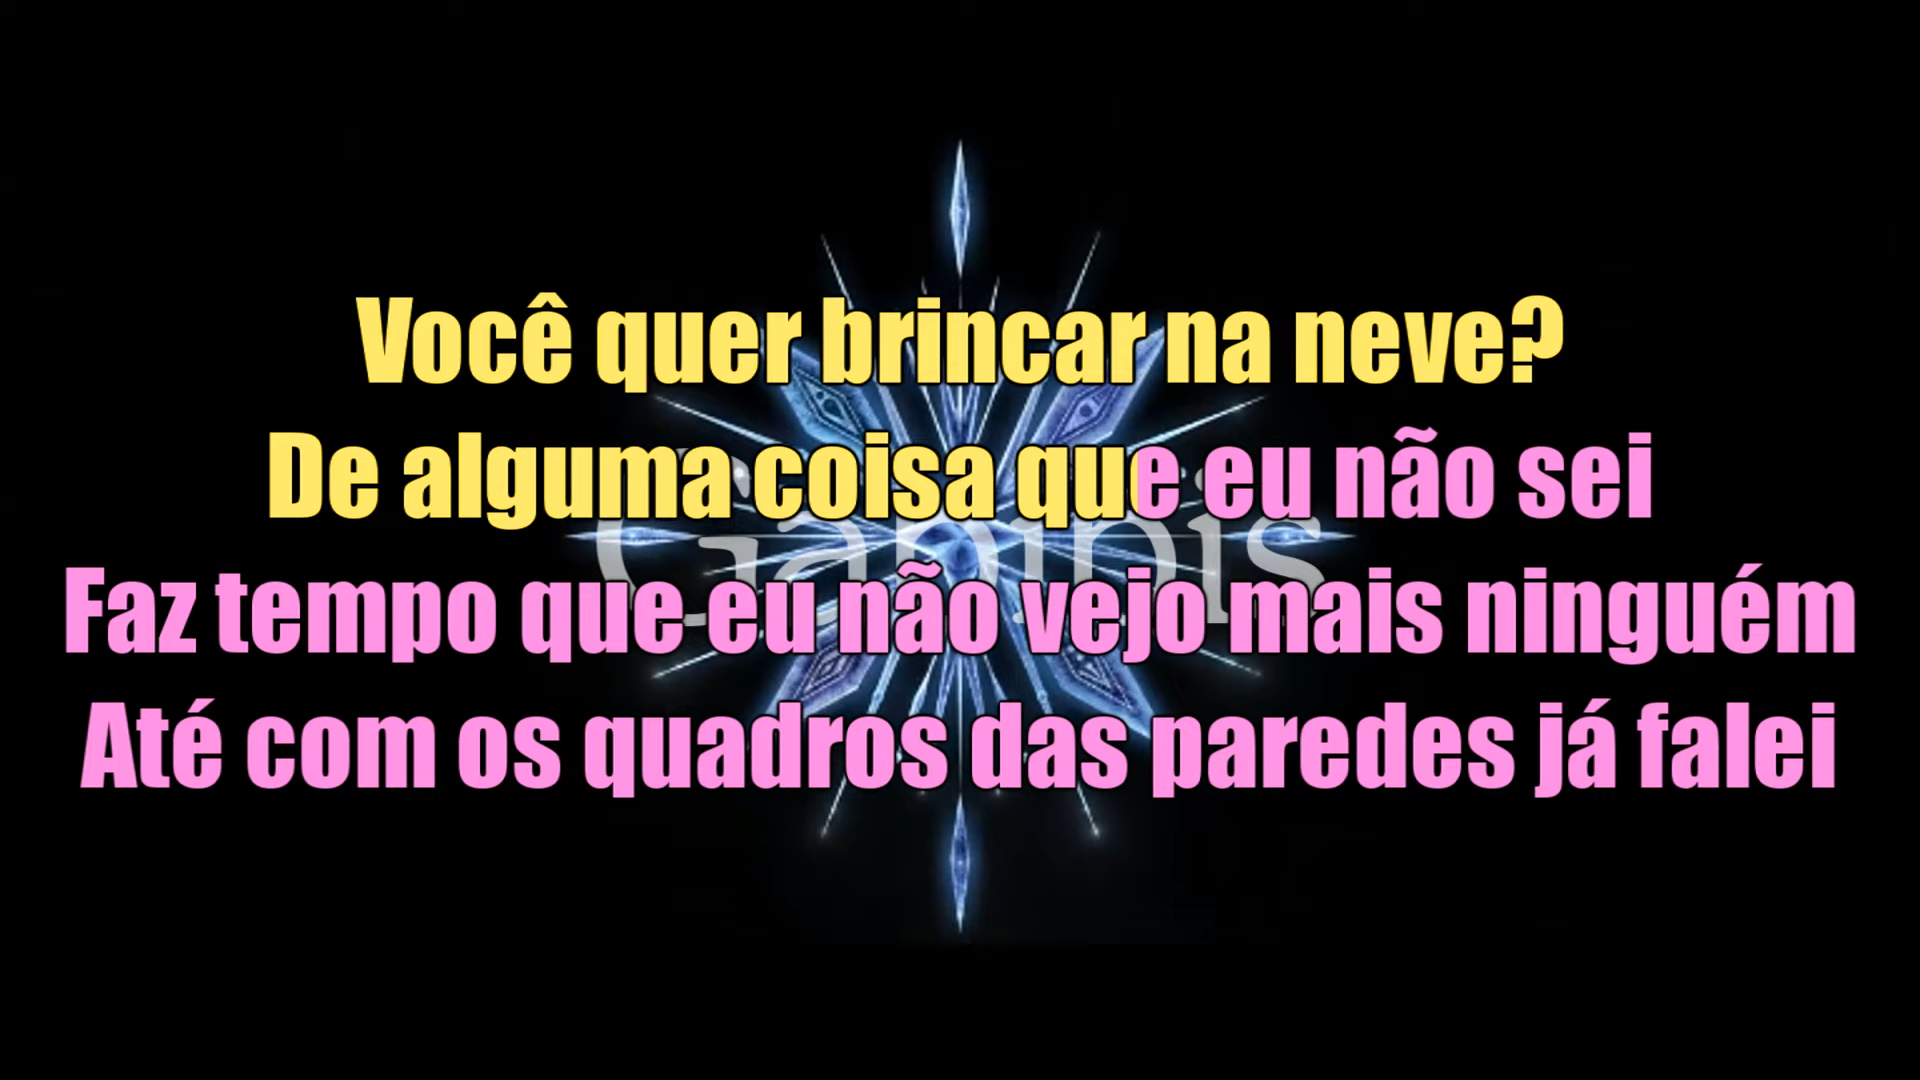 Você quer brincar na neve?
De alguma coisa que eu não sei
Gabibis
Faz tempo que eu não vejo mais ninguém
Até com os quadros das paredes já falei